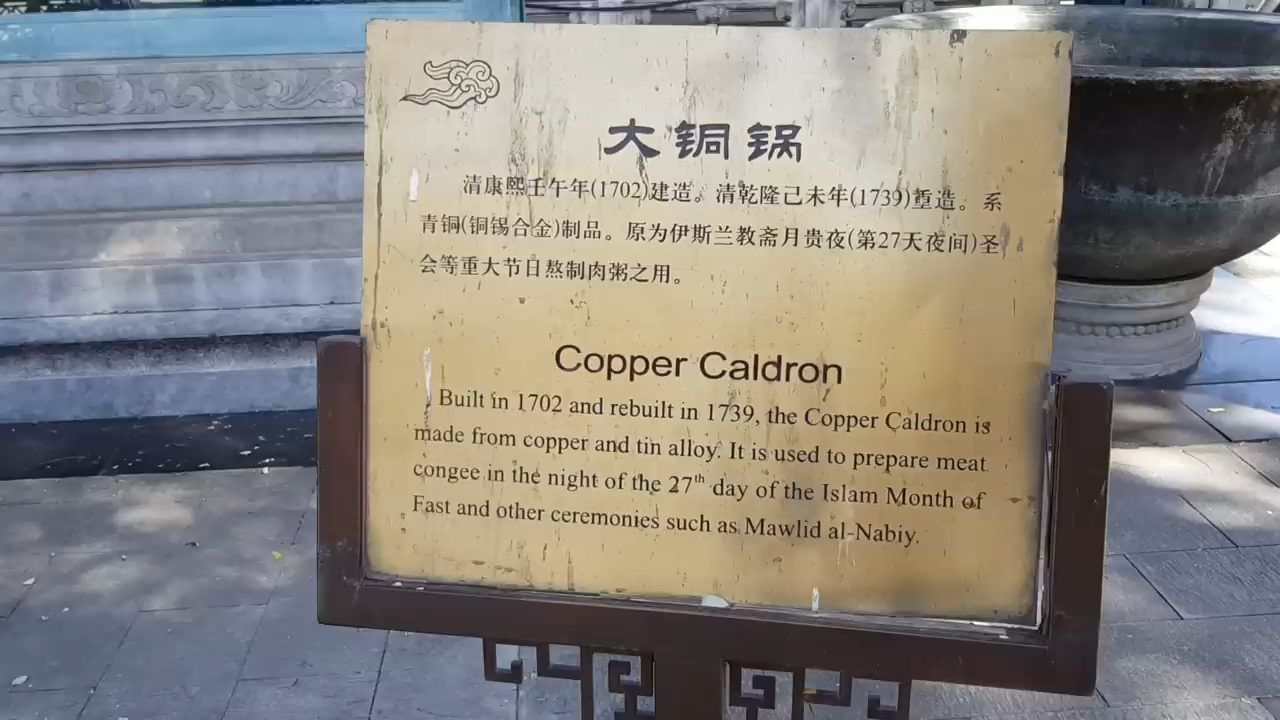 大铜锅
清康熙壬午年(1702)建造。清乾隆己未年(1739)重造。系
青铜(铜锡合金)制品。原为伊斯兰教斋月贵夜(第27天夜间)圣
会等重大节日熬制肉粥之用。
Copper Caldron
Built in 1702 and rebuilt in 1739, the Copper Caldron is
made from copper and tin alloy. It is used to prepare meat
congee in the night of the 27th day of the Islam Month of
Fast and other ceremonies such as Mawlid al-Nabiy.